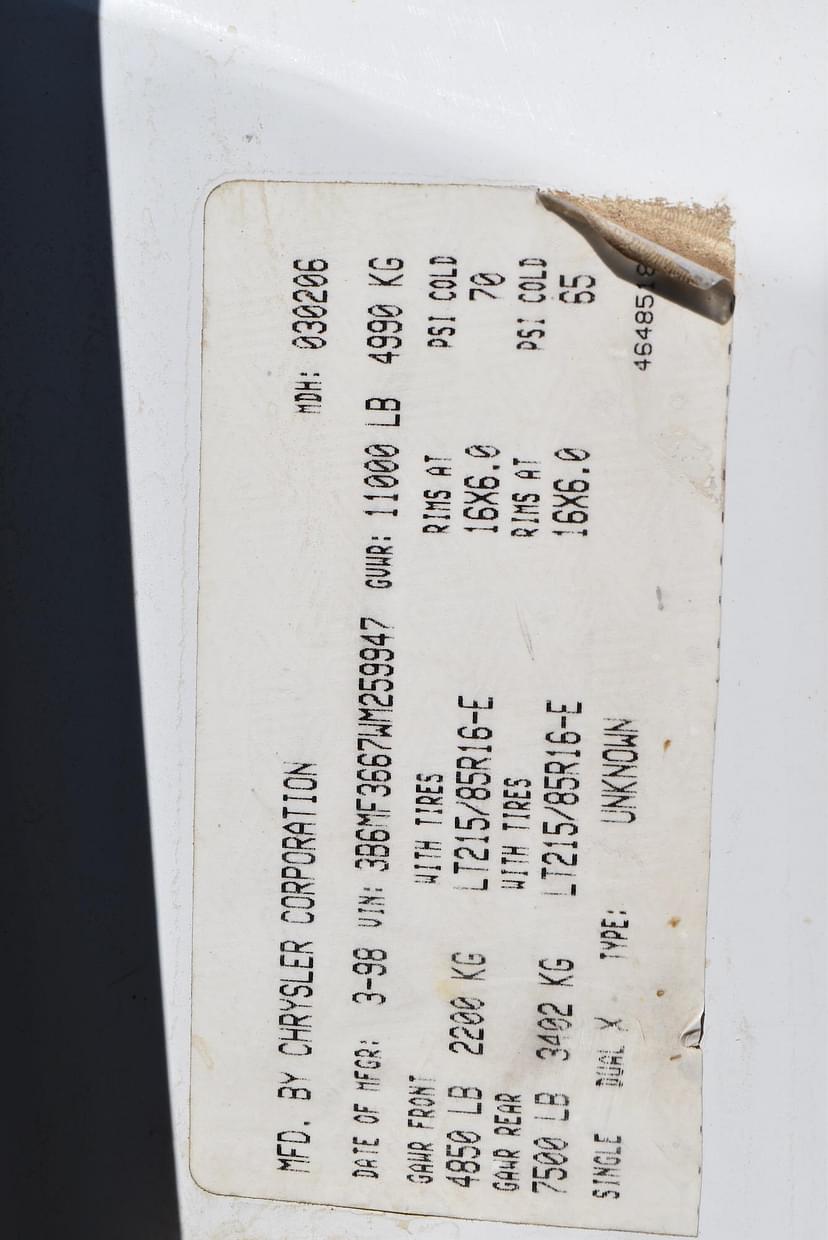 MFD. BY CHRYSLER CORPORATION MDH: 030206
DATE OF MFGR: 3-98 VIN: 3B6MF3667WM259947 GVWR: 11000 LB 4990 KG
GAWR FRONT WITH TIRES RIMS AT PSI COLD
4850 LB 2200 KG LT215/85R16-E 16X6.0 70
GAWR REAR WITH TIRES RIMS AT PSI COLD
7500 LB 3402 KG LT215/85R16-E 16X6.0 65
SINGLE DUAL X TYPE: UNKNOWN 4648518